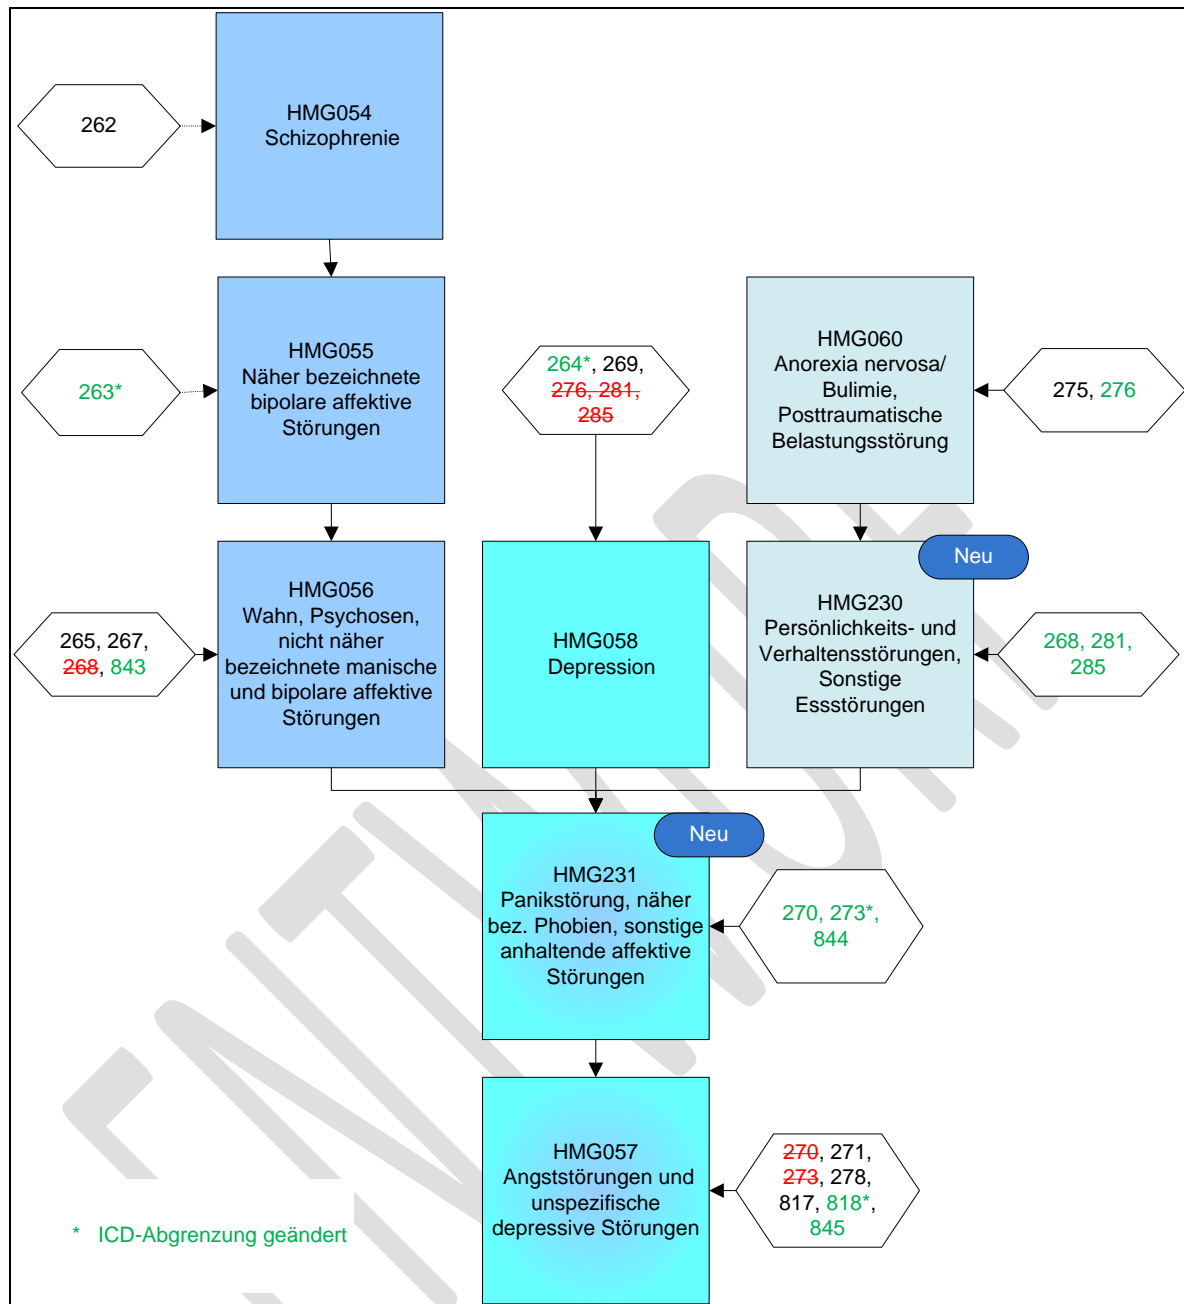 262
HMG054
Schizophrenie
263*
HMG055
Näher bezeichnete
bipolare affektive
Störungen
264*, 269,
276, 281,
285
HMG060
Anorexia nervosa/
Bulimie,
Posttraumatische
Belastungsstörung
275, 276
265, 267,
268, 843
HMG056
Wahn, Psychosen,
nicht näher
bezeichnete manische
und bipolare affektive
Störungen
HMG058
Depression
Neu
HMG230
Persönlichkeits- und
Verhaltensstörungen,
Sonstige
Essstörungen
268, 281,
285
Neu
HMG231
Panikstörung, näher
bez. Phobien, sonstige
anhaltende affektive
Störungen
270, 273*,
844
HMG057
Angststörungen und
unspezifische
depressive Störungen
270, 271,
273, 278,
817, 818*,
845
* ICD-Abgrenzung geändert
ENTWURF